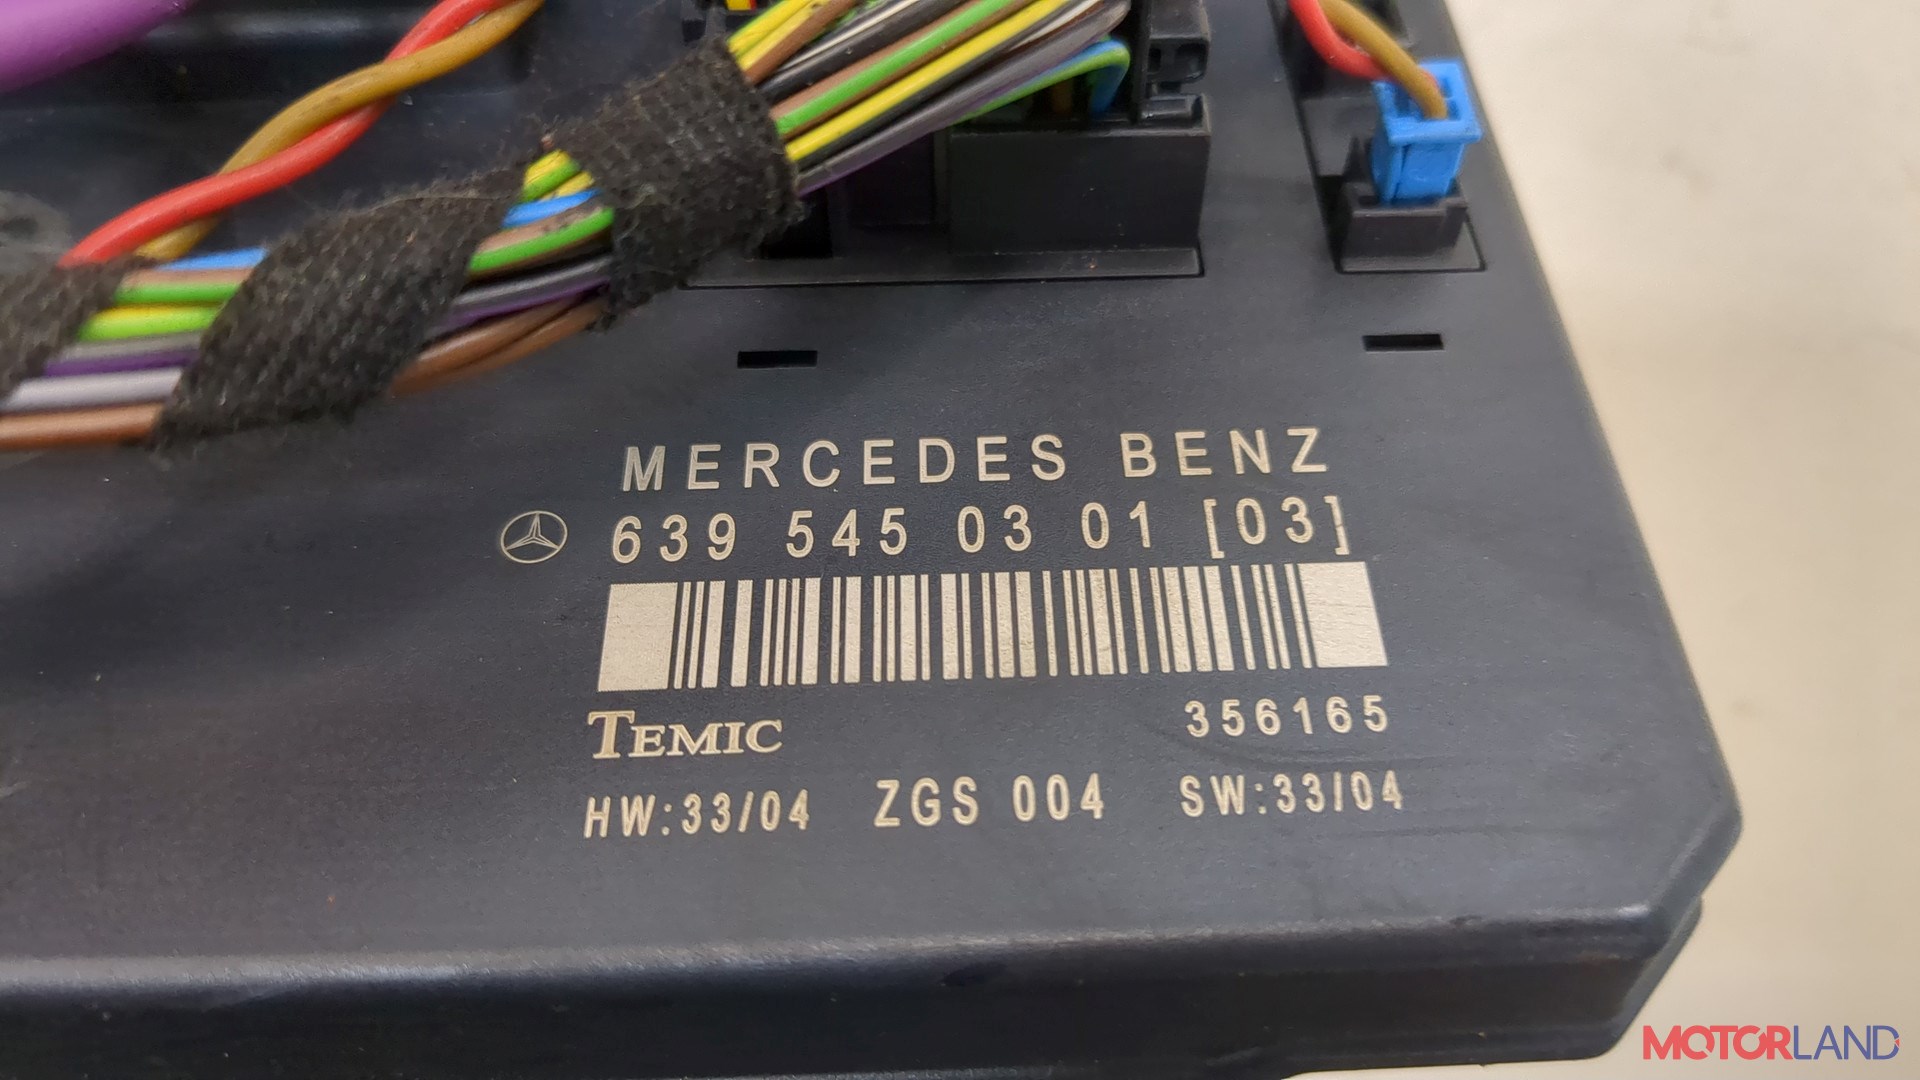 MERCEDES BENZ
639 545 03 01 [03]
TEMIC 356165
HW:33/04 ZGS 004 SW:33/04
MOTORLAND